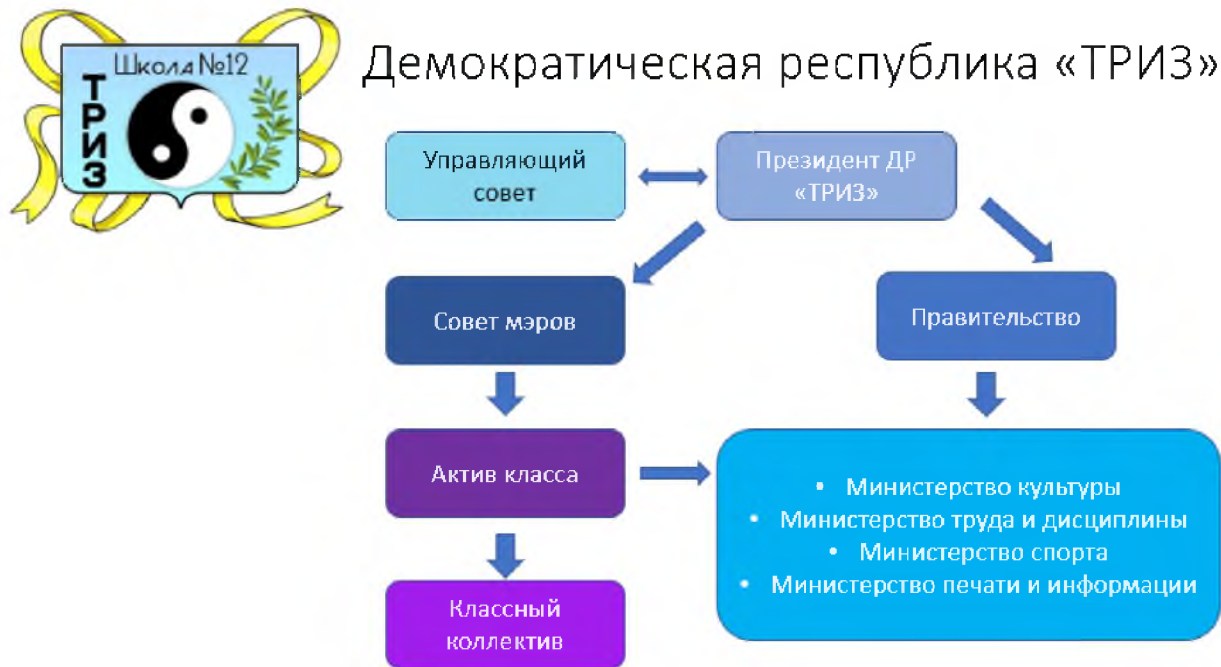 Школа №12
ТРИЗ
Демократическая республика «ТРИЗ»
Управляющий
совет
Президент ДР
«ТРИЗ»
Совет мэров
Правительство
Актив класса
• Министерство культуры
• Министерство труда и дисциплины
• Министерство спорта
• Министерство печати и информации
Классный
коллектив